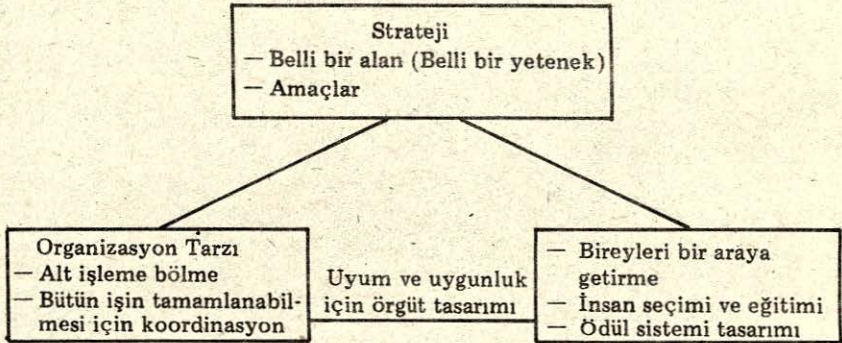 Strateji
— Belli bir alan (Belli bir yetenek)
— Amaçlar
Organizasyon Tarzı
— Alt işleme bölme
— Bütün işin tamamlanabil-
mesi için koordinasyon
Uyum ve uygunluk
için örgüt tasarımı
— Bireyleri bir araya
getirme
— İnsan seçimi ve eğitimi
— Ödül sistemi tasarımı